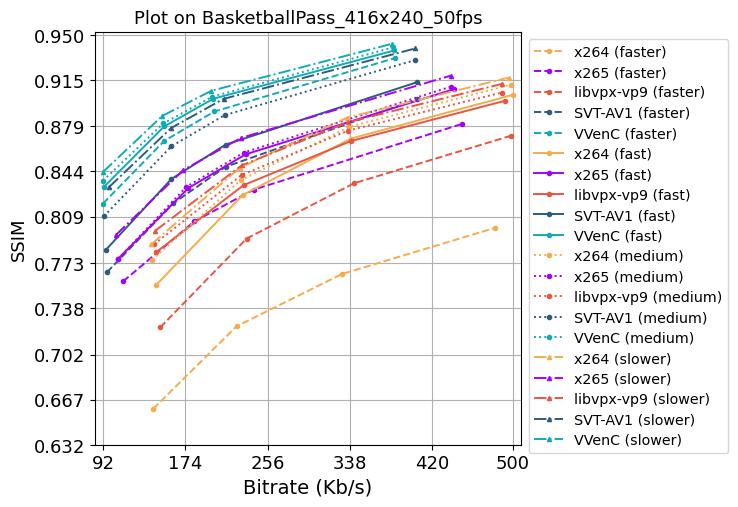 Plot on BasketballPass_416x240_50fps
SSIM
0.950
0.915
0.879
0.844
0.809
0.773
0.738
0.702
0.667
0.632
92 174 256 338 420 500
Bitrate (Kb/s)
x264 (faster)
x265 (faster)
libvpx-vp9 (faster)
SVT-AV1 (faster)
VVenC (faster)
x264 (fast)
x265 (fast)
libvpx-vp9 (fast)
SVT-AV1 (fast)
VVenC (fast)
x264 (medium)
x265 (medium)
libvpx-vp9 (medium)
SVT-AV1 (medium)
VVenC (medium)
x264 (slower)
x265 (slower)
libvpx-vp9 (slower)
SVT-AV1 (slower)
VVenC (slower)